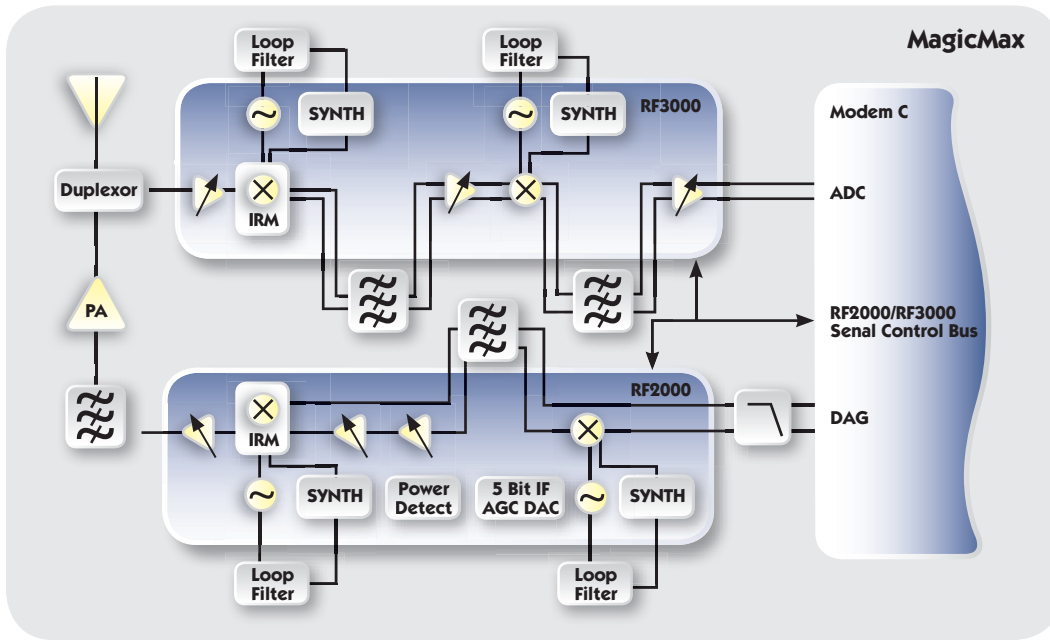 MagicMax
Loop
Filter
Loop
Filter
SYNTH
SYNTH
RF3000
Modem C
Duplexor
IRM
ADC
PA
RF2000/RF3000
Senal Control Bus
RF2000
IRM
DAG
SYNTH
Power
Detect
5 Bit IF
AGC DAC
SYNTH
Loop
Filter
Loop
Filter